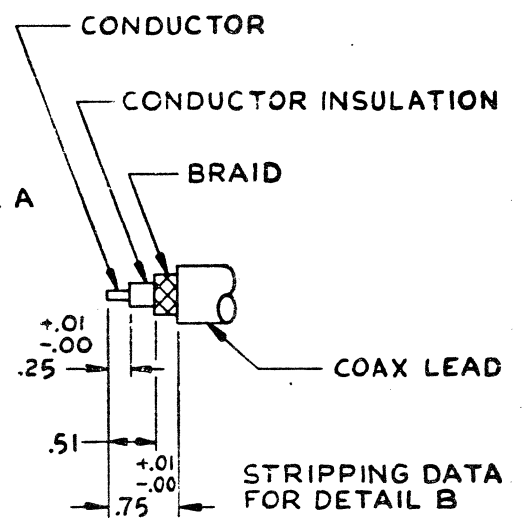 CONDUCTOR
CONDUCTOR INSULATION
BRAID
A
+.01
-.00
.25
COAX LEAD
.51
+.01
-.00
.75
STRIPPING DATA
FOR DETAIL B